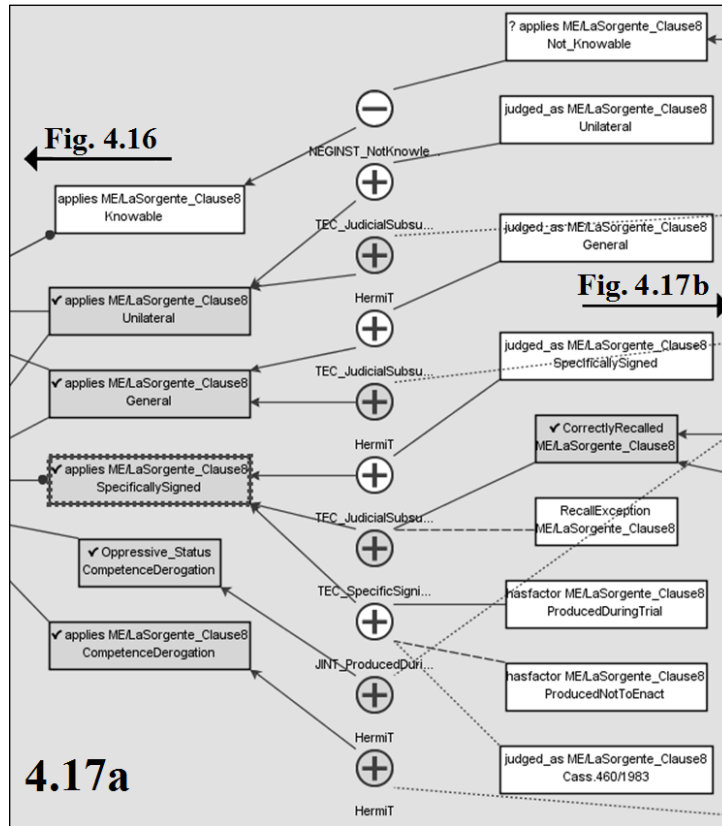 ? applies ME/LaSorgente_Clause8
Not_Knowable
Fig. 4.16
judged_as ME/LaSorgente_Clause8
Unilateral
NEGINST_NotKnowle...
applies ME/LaSorgente_Clause8
Knowable
TEC_JudicialSubsu...
judged_as ME/LaSorgente_Clause8
General
✔ applies ME/LaSorgente_Clause8
Unilateral
HermiT
Fig. 4.17b
judged_as ME/LaSorgente_Clause8
SpecificallySigned
TEC_JudicialSubsu...
✔ applies ME/LaSorgente_Clause8
General
✔ CorrectlyRecalled
ME/LaSorgente_Clause8
HermiT
✔ applies ME/LaSorgente_Clause8
SpecificallySigned
RecallException
ME/LaSorgente_Clause8
TEC_JudicialSubsu...
✔ Oppressive_Status
CompetenceDerogation
hasfactor ME/LaSorgente_Clause8
ProducedDuringTrial
TEC_SpecificSigni...
✔ applies ME/LaSorgente_Clause8
CompetenceDerogation
JINT_ProducedDuri...
hasfactor ME/LaSorgente_Clause8
ProducedNotToEnact
HermiT
judged_as ME/LaSorgente_Clause8
Cass.460/1983
4.17a
HermiT